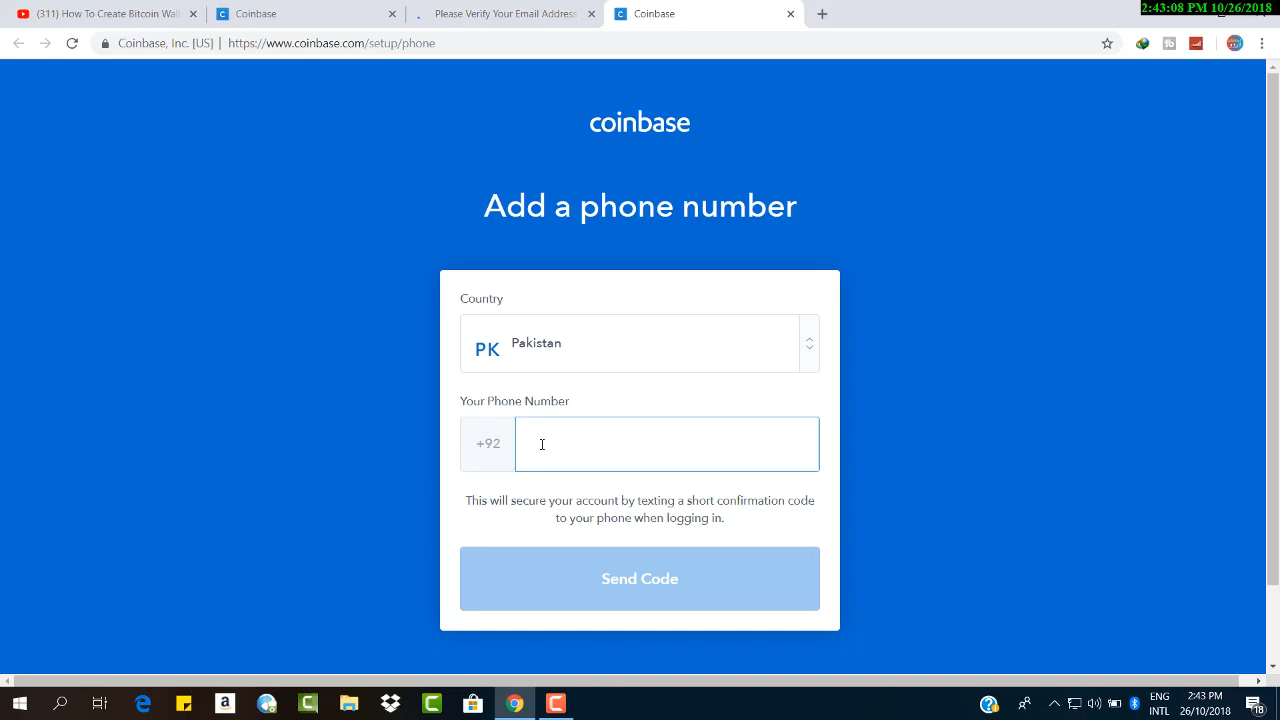 (311) How To Create Bitcoin Wall
Coinbase
Please Verify Your Email Address
Coinbase
2:43:08 PM 10/26/2018
Coinbase, Inc. [US] | https://www.coinbase.com/setup/phone
coinbase
Add a phone number
Country
PK Pakistan
Your Phone Number
+92
This will secure your account by texting a short confirmation code
to your phone when logging in.
Send Code
ENG 2:43 PM
INTL 26/10/2018